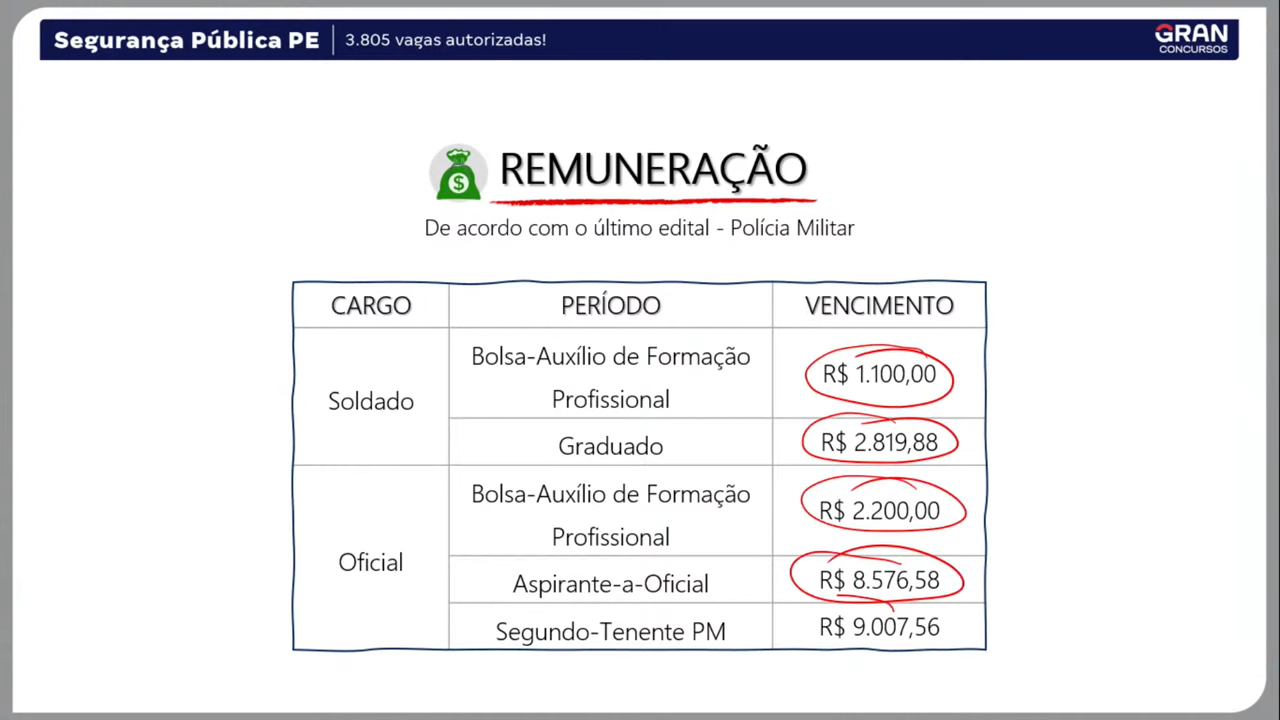 Segurança Pública PE | 3.805 vagas autorizadas!
GRAN
CONCURSOS
$
REMUNERAÇÃO
De acordo com o último edital - Polícia Militar
CARGO PERÍODO VENCIMENTO
Soldado
Bolsa-Auxílio de Formação
Profissional
R$ 1.100,00
Graduado R$ 2.819,88
Oficial
Bolsa-Auxílio de Formação
Profissional
R$ 2.200,00
Aspirante-a-Oficial R$ 8.576,58
Segundo-Tenente PM R$ 9.007,56